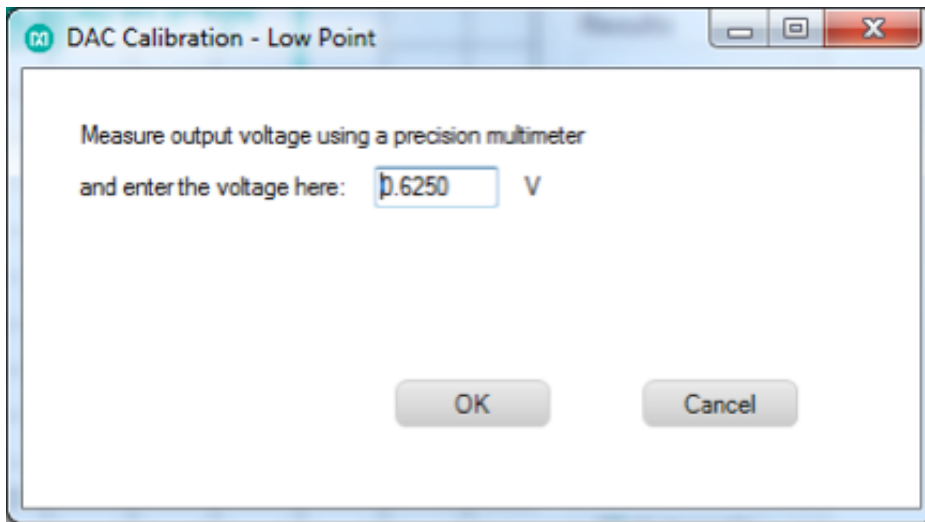 Results
DAC Calibration - Low Point
Measure output voltage using a precision multimeter
and enter the voltage here: 0.6250 V
OK Cancel